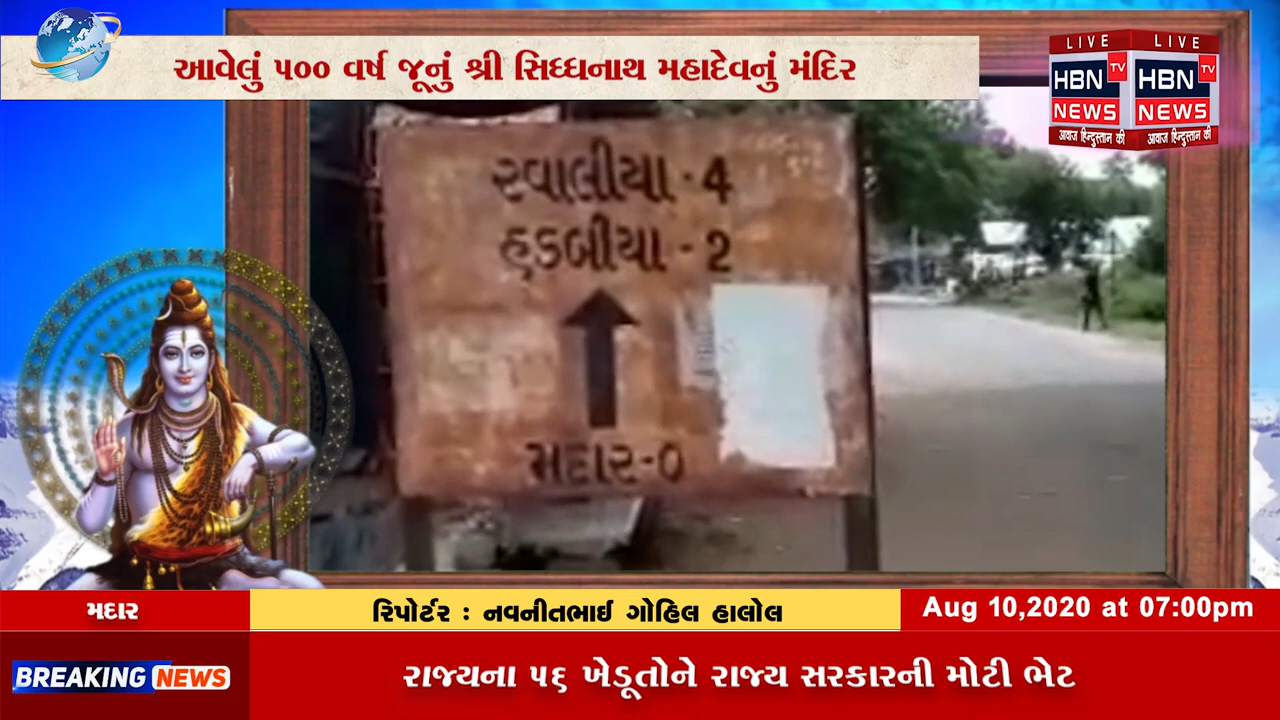 આવેલું ૫૦૦ વર્ષ જૂનું શ્રી સિધ્ધનાથ મહાદેવનું મંદિર
LIVE LIVE
HBN TV HBN TV
NEWS NEWS
आवाज हिन्दुस्तान की आवाज हिन्दुस्तान की
રવાલીયા - 4
હડબીયા - 2
મદાર-૦
મદાર
રિપોર્ટર : નવનીતભાઈ ગોહિલ હાલોલ
Aug 10,2020 at 07:00pm
BREAKING NEWS
રાજ્યના ૫૬ ખેડૂતોને રાજ્ય સરકારની મોટી ભેટ